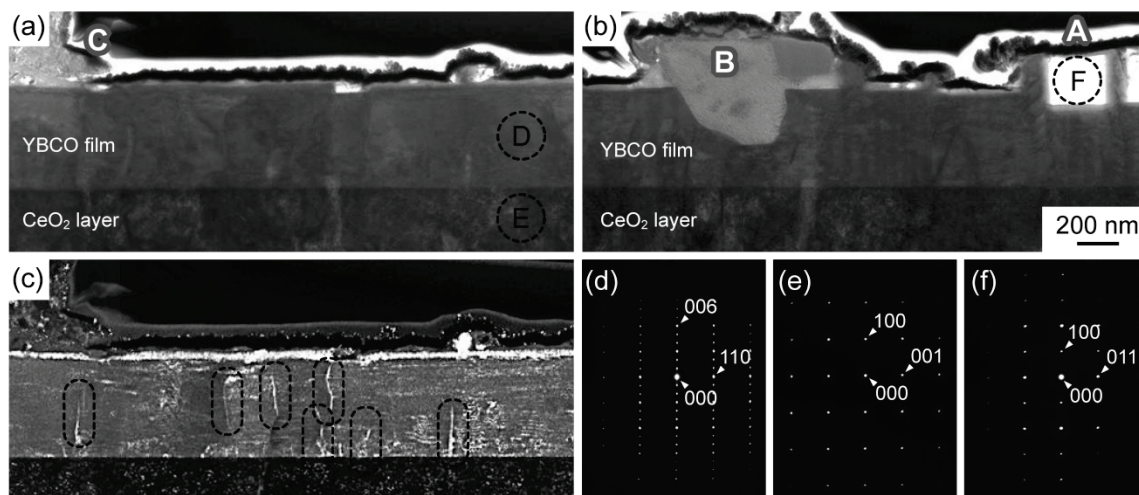 (a)
C
D
YBCO film
E
CeO₂ layer
(b)
A
B
F
YBCO film
CeO₂ layer
200 nm
(c)
(d)
006
110
000
(e)
100
001
000
(f)
100
011
000